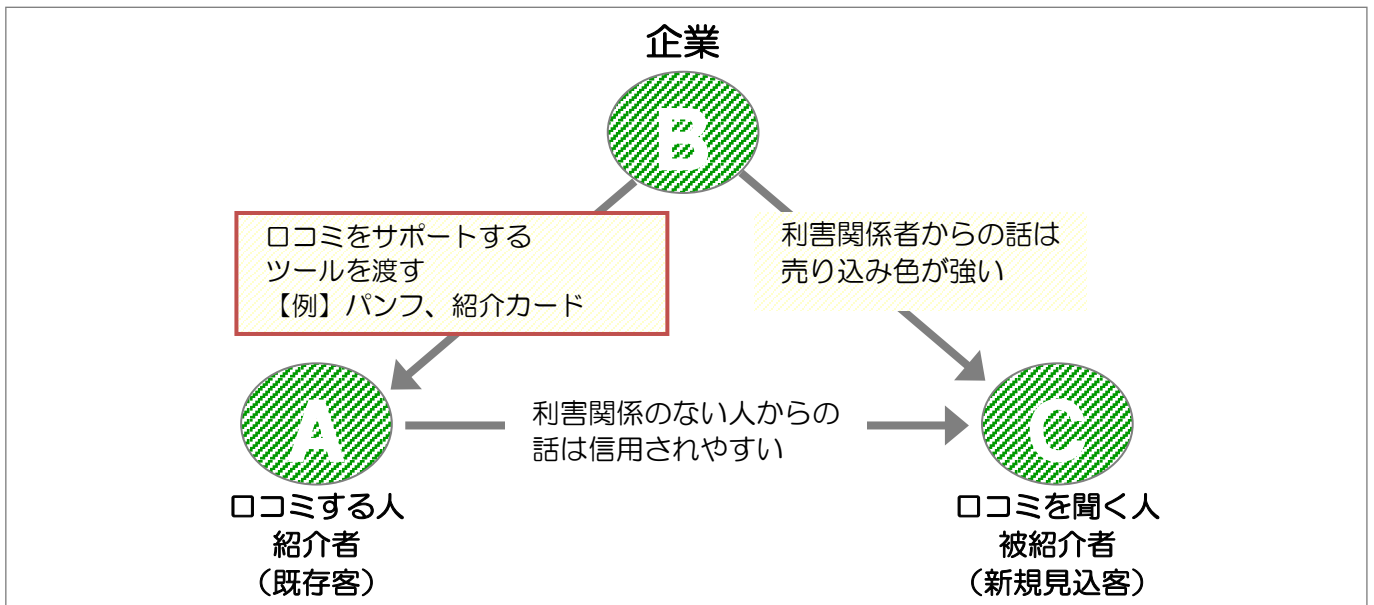 企業
B
口コミをサポートする
ツールを渡す
【例】パンフ、紹介カード
利害関係者からの話は
売り込み色が強い
A
利害関係のない人からの
話は信用されやすい
C
口コミする人
紹介者
（既存客）
口コミを聞く人
被紹介者
（新規見込客）